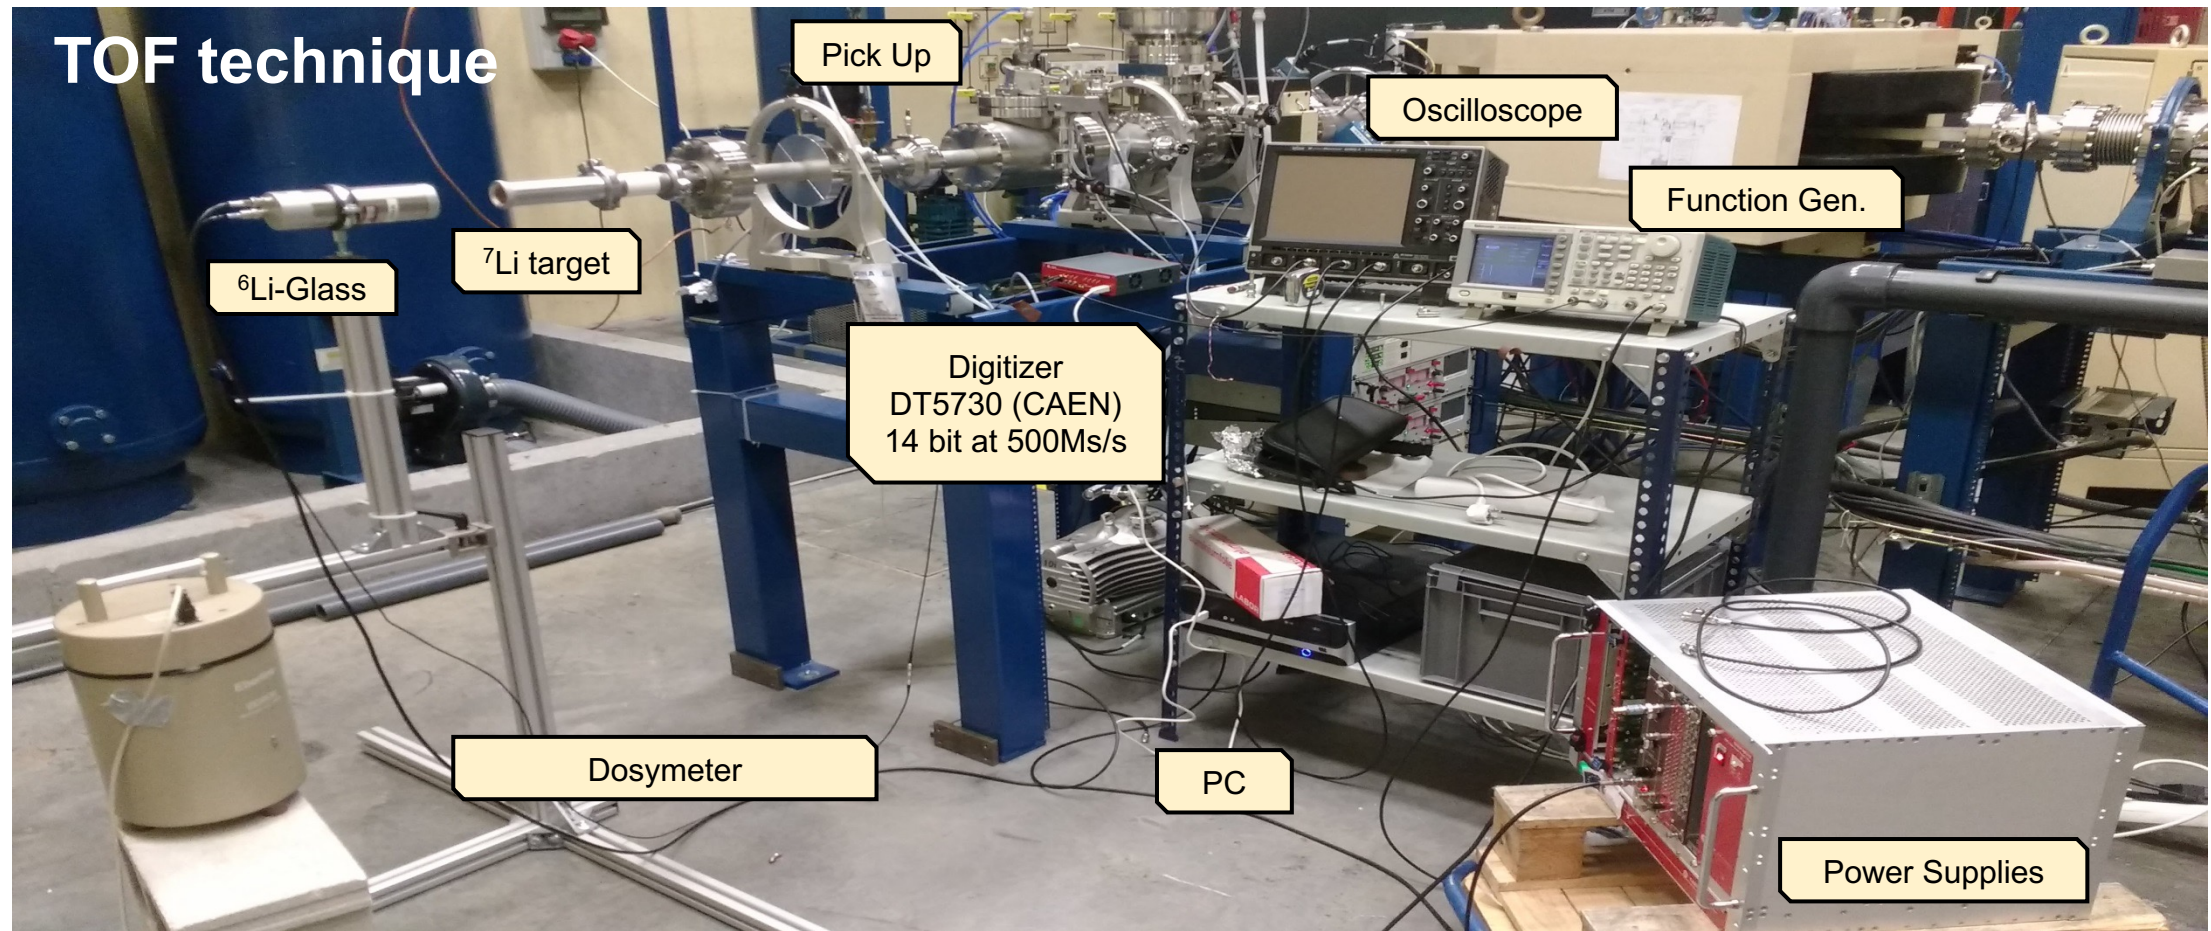 TOF technique
Pick Up
Oscilloscope
Function Gen.
⁷Li target
⁶Li-Glass
Digitizer
DT5730 (CAEN)
14 bit at 500Ms/s
Dosymeter
PC
Power Supplies